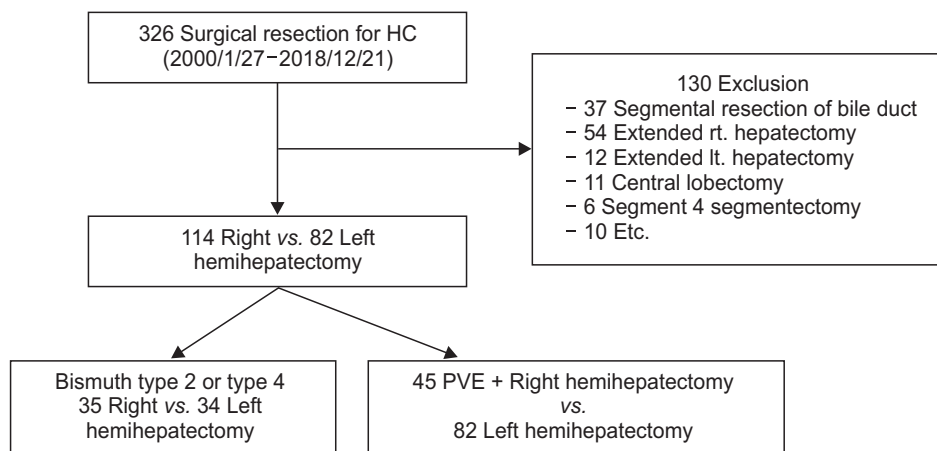 326 Surgical resection for HC
(2000/1/27−2018/12/21)
130 Exclusion
− 37 Segmental resection of bile duct
− 54 Extended rt. hepatectomy
− 12 Extended lt. hepatectomy
− 11 Central lobectomy
− 6 Segment 4 segmentectomy
− 10 Etc.
114 Right vs. 82 Left
hemihepatectomy
Bismuth type 2 or type 4
35 Right vs. 34 Left
hemihepatectomy
45 PVE + Right hemihepatectomy
vs.
82 Left hemihepatectomy